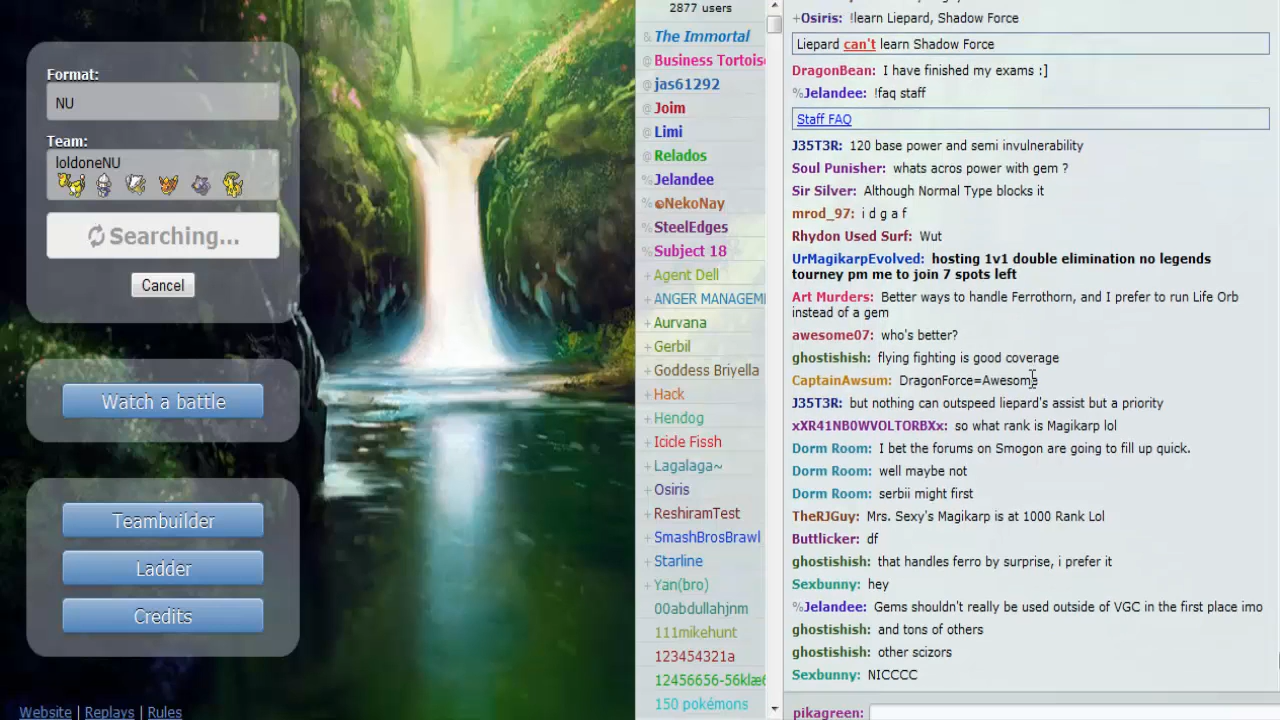 Format:
NU
Team:
loldoneNU
Searching...
Cancel
Watch a battle
Teambuilder
Ladder
Credits
Website | Replays | Rules
2877 users
& The Immortal
@ Business Tortois
@ jas61292
@ Joim
@ Limi
@ Relados
% Jelandee
% NekoNay
% SteelEdges
% Subject 18
+ Agent Dell
+ ANGER MANAGEM
+ Aurvana
+ Gerbil
+ Goddess Briyella
+ Hack
+ Hendog
+ Icicle Fissh
+ Lagalaga~
+ Osiris
+ ReshiramTest
+ SmashBrosBrawl
+ Starline
+ Yan(bro)
00abdullahjnm
111mikehunt
123454321a
12456656-56klæ6
150 pokémons
+Osiris: !learn Liepard, Shadow Force
Liepard can't learn Shadow Force
DragonBean: I have finished my exams :]
%Jelandee: !faq staff
Staff FAQ
J35T3R: 120 base power and semi invulnerability
Soul Punisher: whats acros power with gem ?
Sir Silver: Although Normal Type blocks it
mrod_97: i d g a f
Rhydon Used Surf: Wut
UrMagikarpEvolved: hosting 1v1 double elimination no legends
tourney pm me to join 7 spots left
Art Murders: Better ways to handle Ferrothorn, and I prefer to run Life Orb
instead of a gem
awesome07: who's better?
ghostishish: flying fighting is good coverage
CaptainAwsum: DragonForce=Awesome
J35T3R: but nothing can outspeed liepard's assist but a priority
xXR41NB0WVOLTORBXx: so what rank is Magikarp lol
Dorm Room: I bet the forums on Smogon are going to fill up quick.
Dorm Room: well maybe not
Dorm Room: serbii might first
TheRJGuy: Mrs. Sexy's Magikarp is at 1000 Rank Lol
Buttlicker: df
ghostishish: that handles ferro by surprise, i prefer it
Sexbunny: hey
%Jelandee: Gems shouldn't really be used outside of VGC in the first place imo
ghostishish: and tons of others
ghostishish: other scizors
Sexbunny: NICCCC
pikagreen: